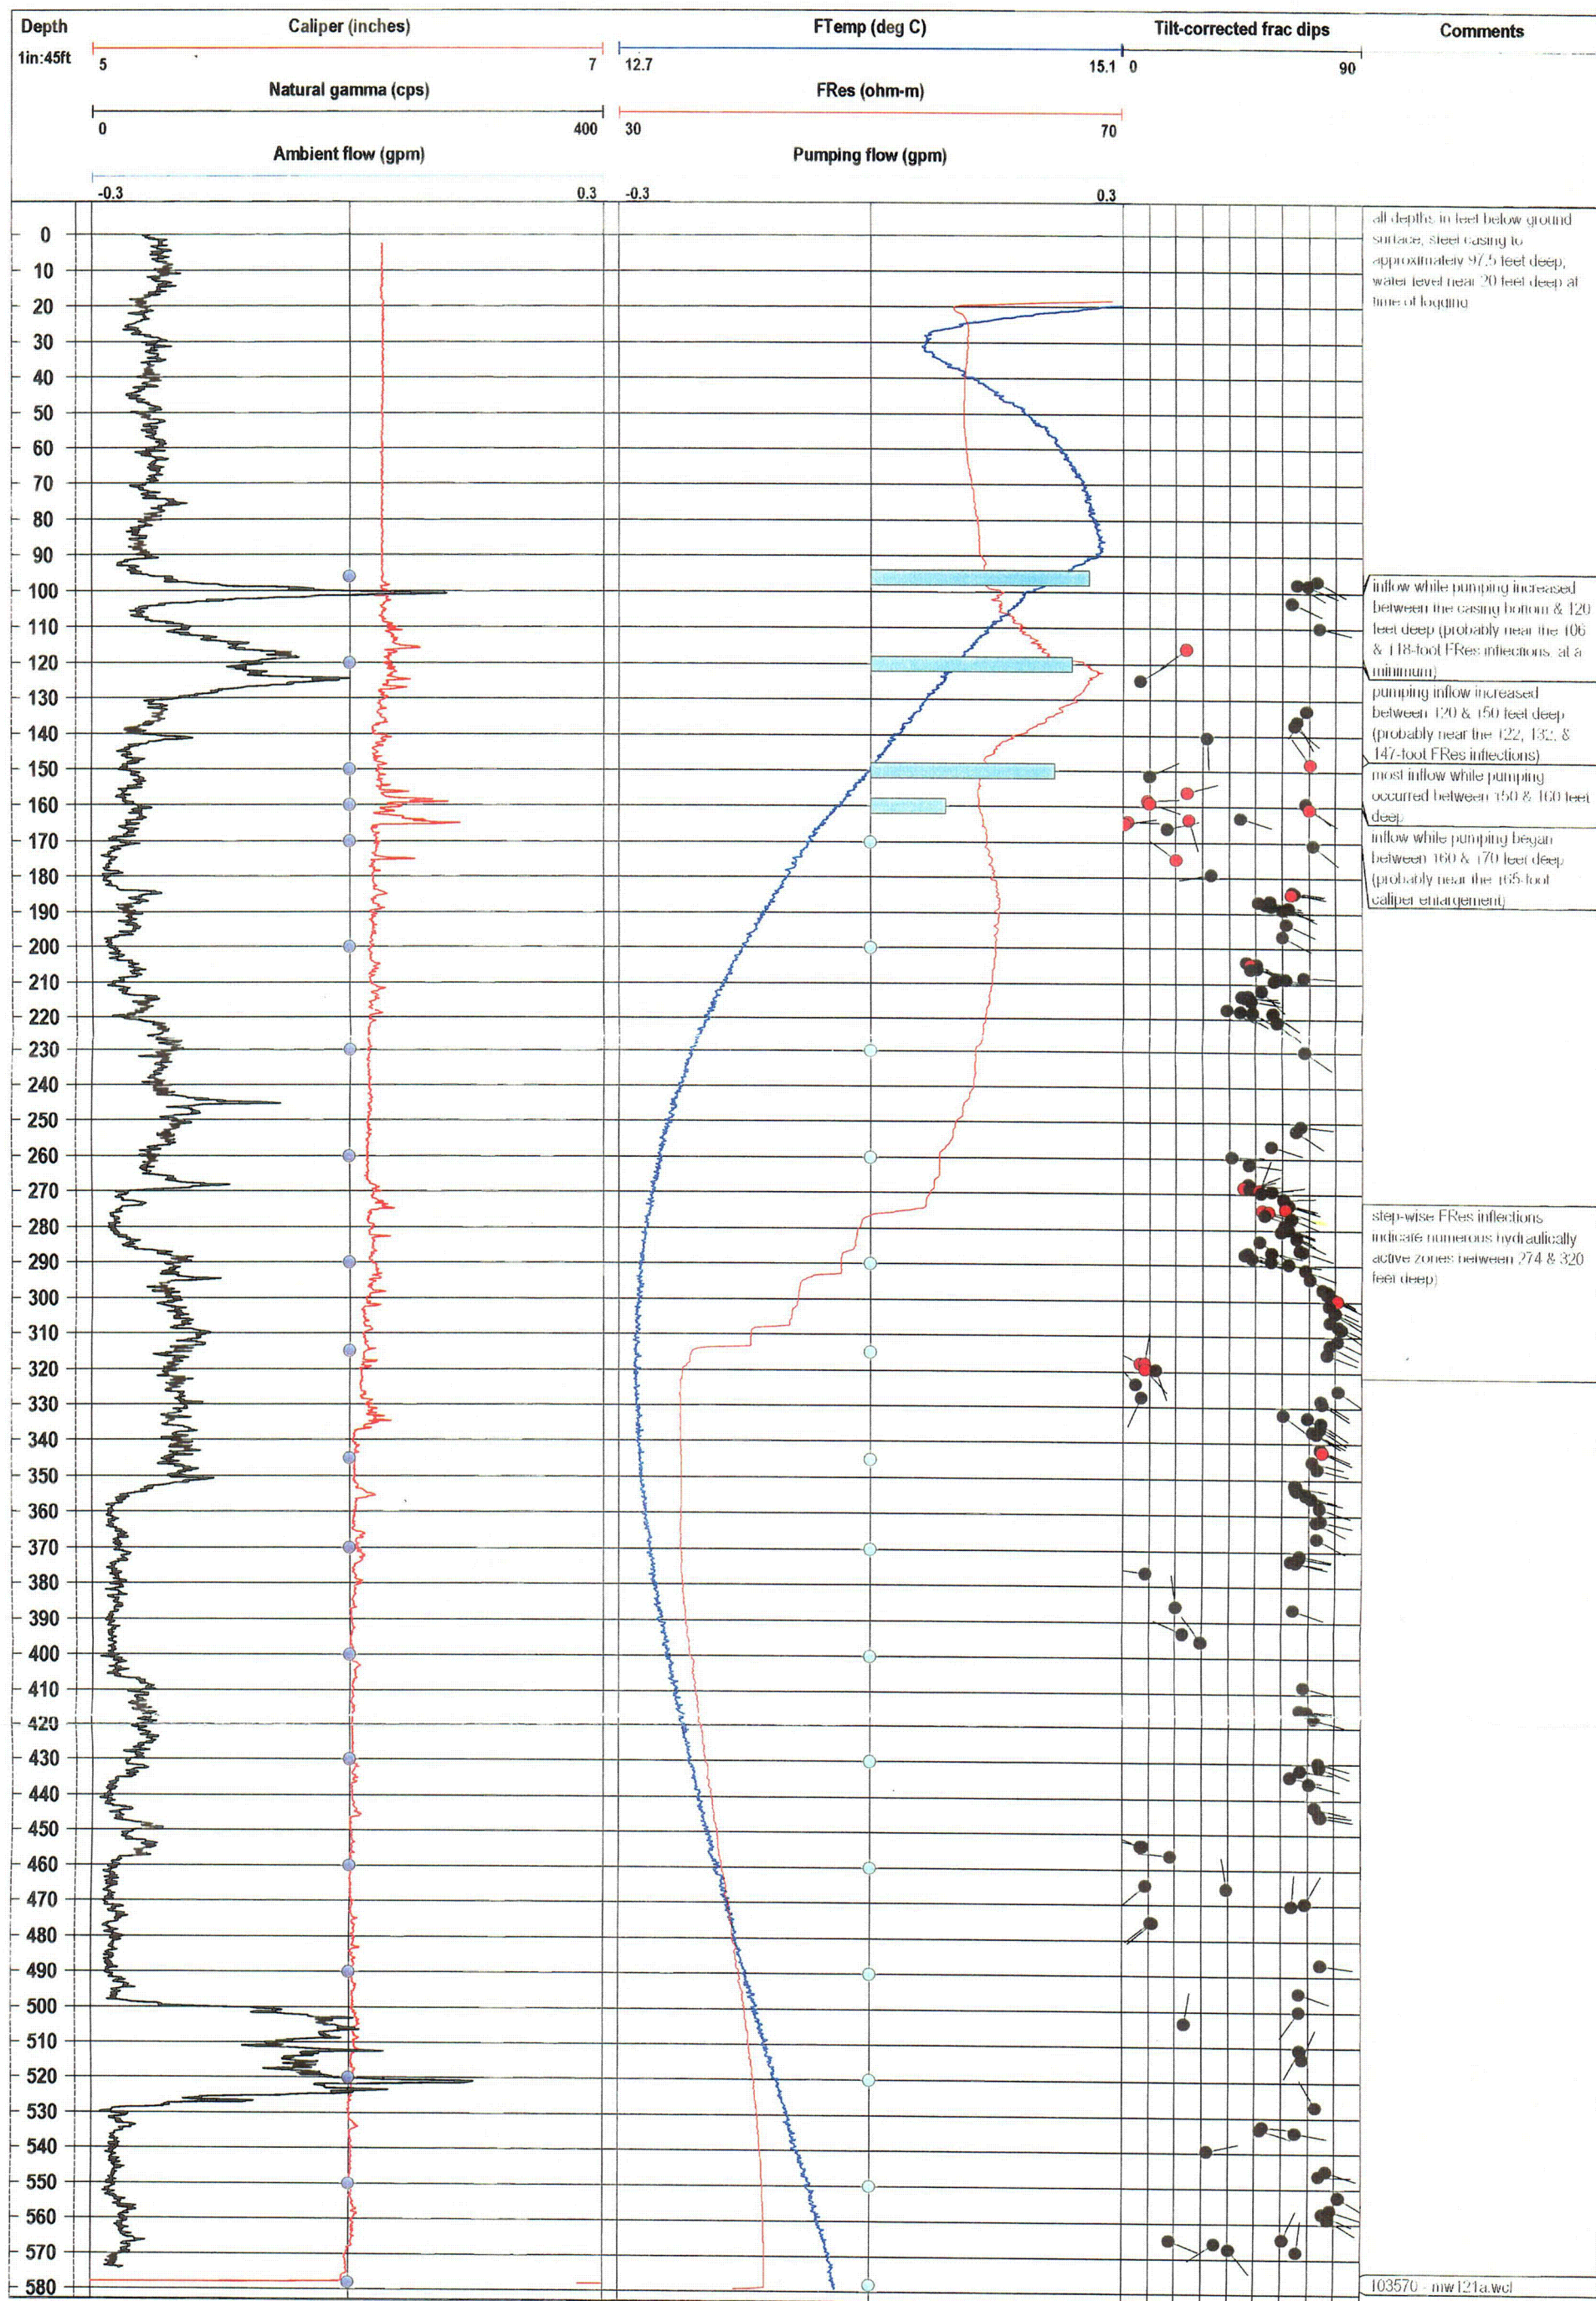 Depth
Caliper (inches)
FTemp (deg C)
Tilt-corrected frac dips
Comments
1in:45ft
5 7
12.7 15.1
0 90
Natural gamma (cps)
FRes (ohm-m)
0 400
30 70
Ambient flow (gpm)
Pumping flow (gpm)
-0.3 0.3
-0.3 0.3
0
10
20
30
40
50
60
70
80
90
100
110
120
130
140
150
160
170
180
190
200
210
220
230
240
250
260
270
280
290
300
310
320
330
340
350
360
370
380
390
400
410
420
430
440
450
460
470
480
490
500
510
520
530
540
550
560
570
580
all depths in feet below ground
surface, steel casing to
approximately 97.5 feet deep,
water level near 20 feet deep at
time of logging
inflow while pumping increased
between the casing bottom & 120
feet deep (probably near the 106
& 118-foot FRes inflections, at a
minimum)
pumping inflow increased
between 120 & 150 feet deep
(probably near the 122, 132, &
147-foot FRes inflections)
most inflow while pumping
occurred between 150 & 160 feet
deep
inflow while pumping began
between 160 & 170 feet deep
(probably near the 165-foot
caliper enlargement)
step-wise FRes inflections
indicate numerous hydraulically
active zones between 274 & 320
feet deep)
103570 - mw121a.wcl